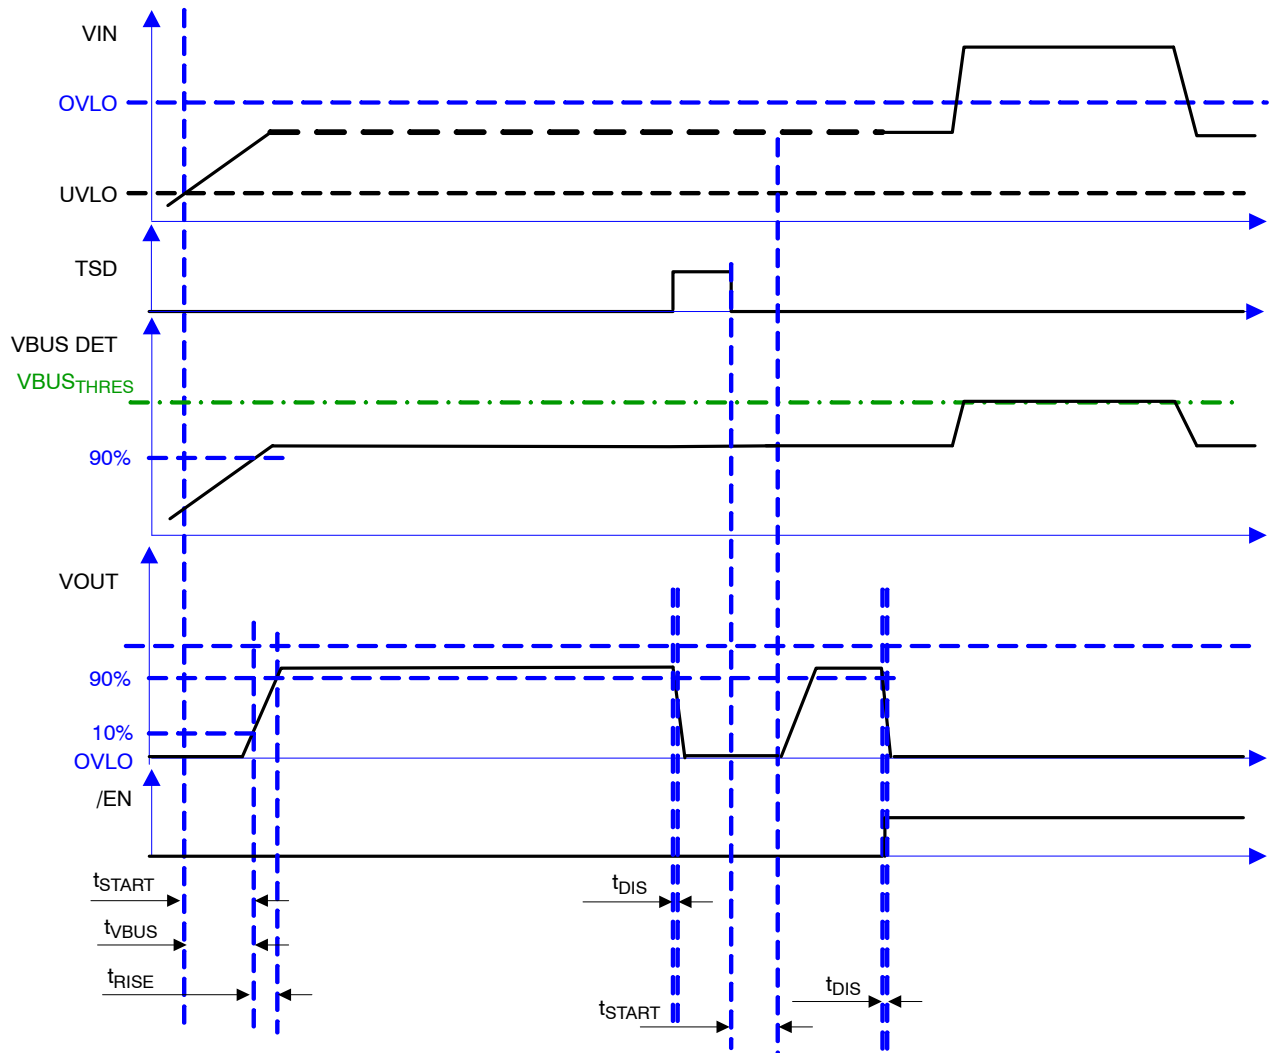 VIN
OVLO
UVLO
TSD
VBUS DET
VBUSTHRES
90%
VOUT
90%
10%
OVLO
/EN
tSTART
tDIS
tVBUS
tRISE
tDIS
tSTART